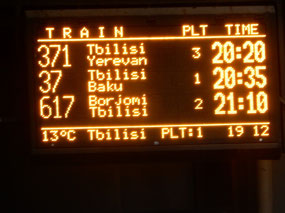 TRAIN PLT TIME
371 Tbilisi Yerevan 3 20:20
37 Tbilisi Baku 1 20:35
617 Borjomi Tbilisi 2 21:10
13°C Tbilisi PLT:1 19 12